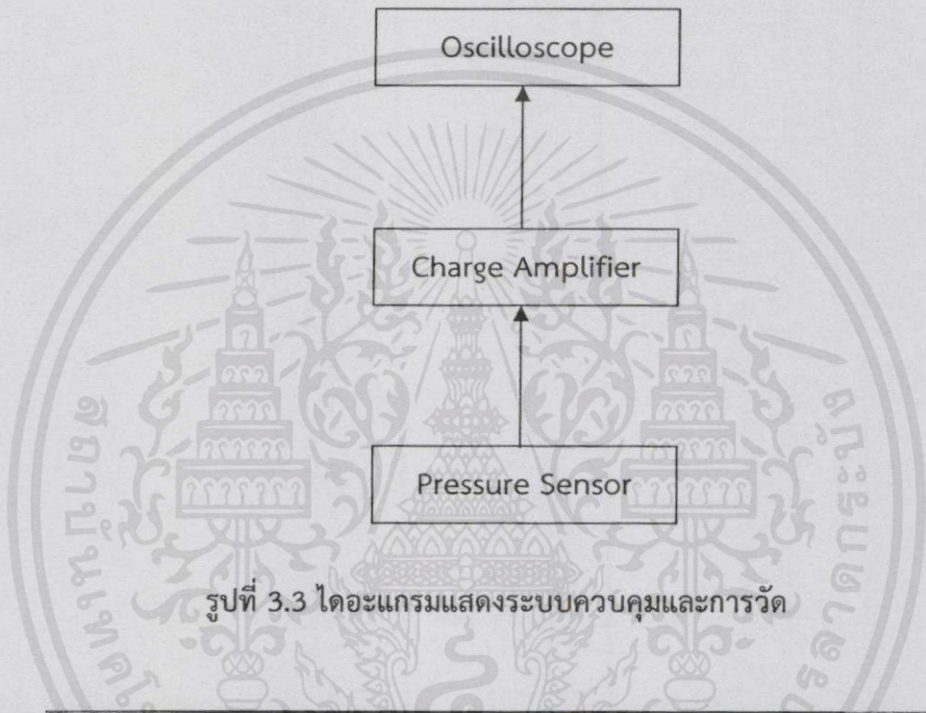 Oscilloscope
Charge Amplifier
Pressure Sensor
รูปที่ 3.3 ไดอะแกรมแสดงระบบควบคุมและการวัด